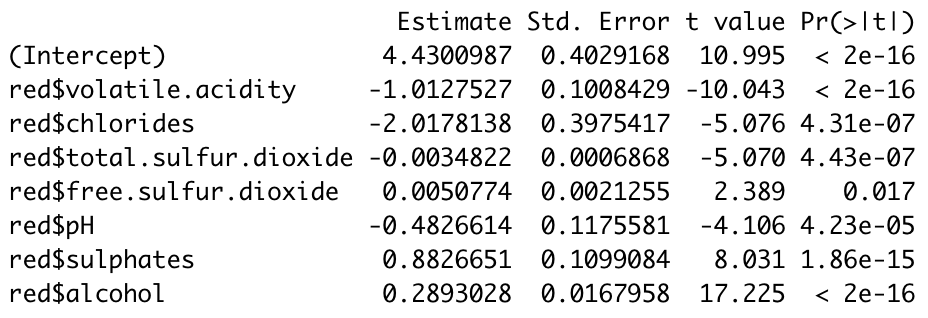 Estimate Std. Error t value Pr(>|t|)
(Intercept) 4.4300987 0.4029168 10.995 < 2e-16
red$volatile.acidity -1.0127527 0.1008429 -10.043 < 2e-16
red$chlorides -2.0178138 0.3975417 -5.076 4.31e-07
red$total.sulfur.dioxide -0.0034822 0.0006868 -5.070 4.43e-07
red$free.sulfur.dioxide 0.0050774 0.0021255 2.389 0.017
red$pH -0.4826614 0.1175581 -4.106 4.23e-05
red$sulphates 0.8826651 0.1099084 8.031 1.86e-15
red$alcohol 0.2893028 0.0167958 17.225 < 2e-16